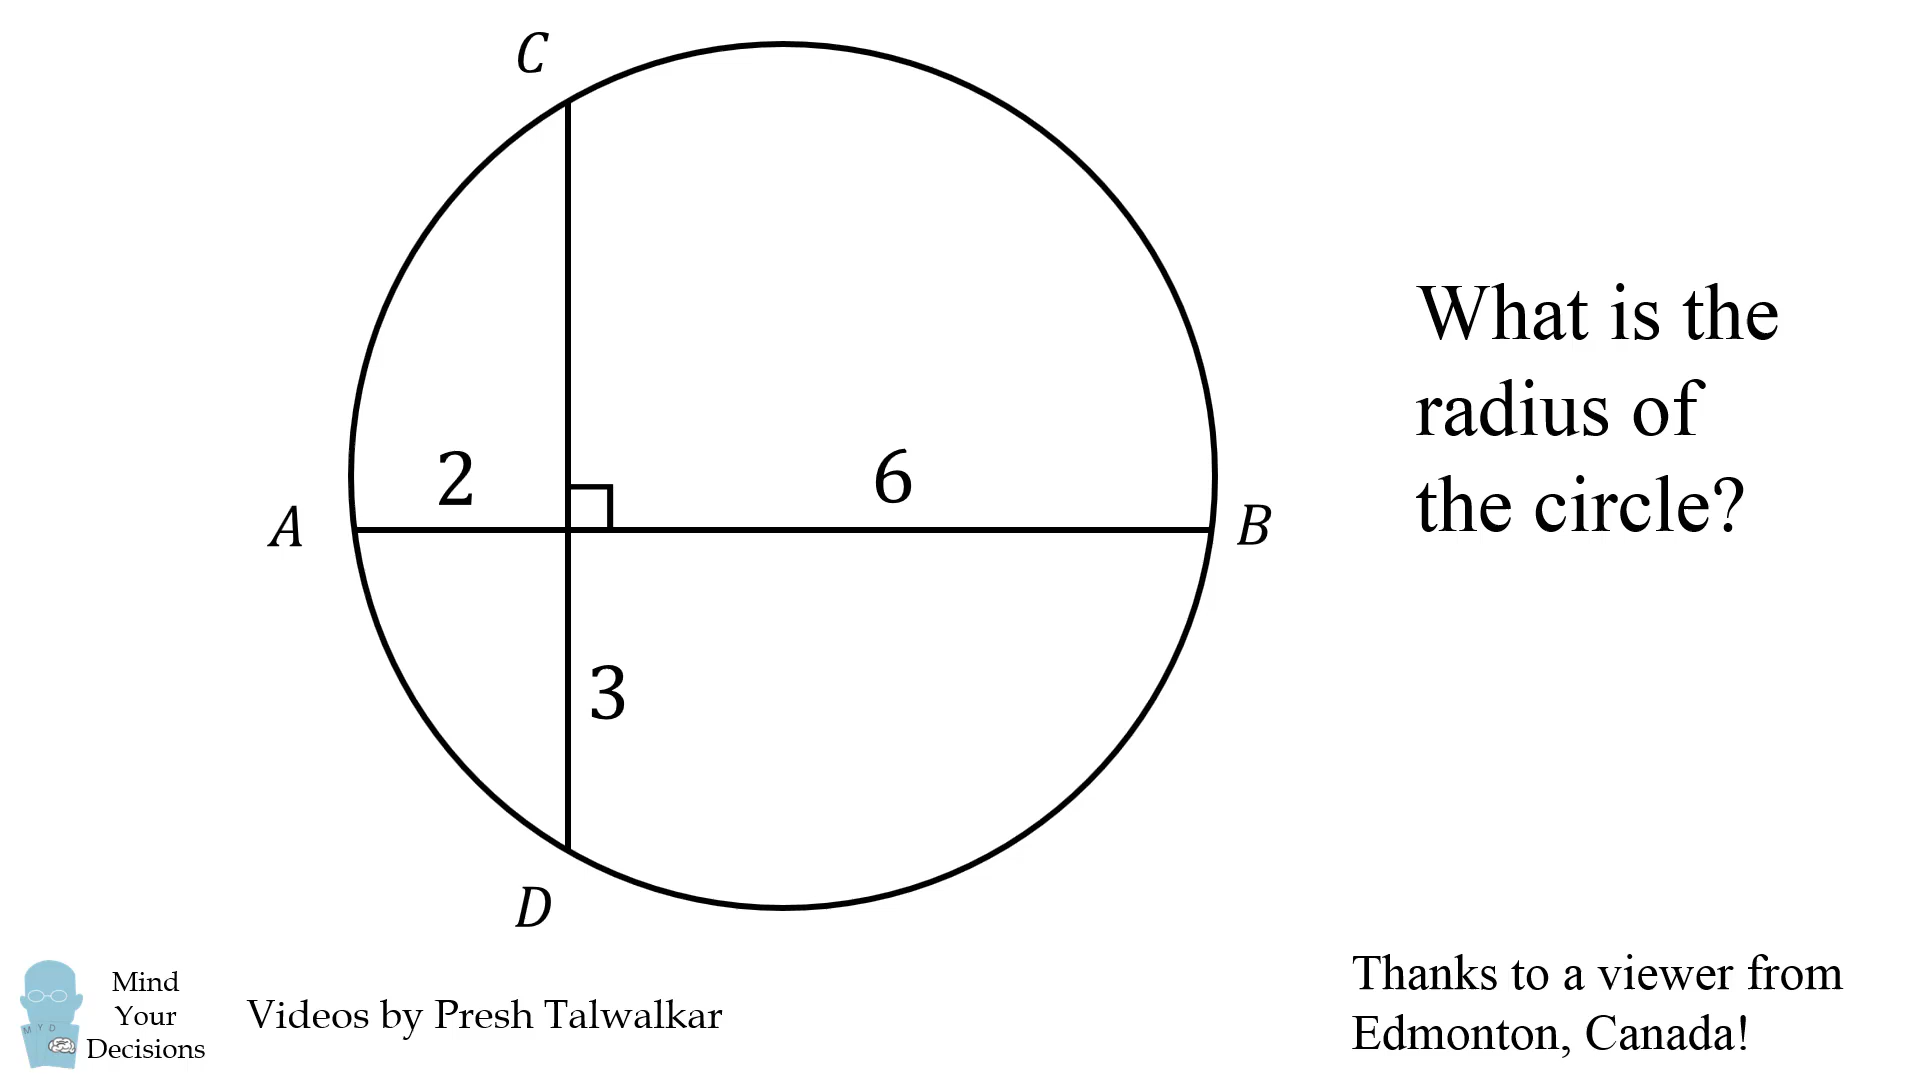 C
What is the
radius of
the circle?
2
6
A
B
3
D
M Y D
Mind
Your
Decisions
Videos by Presh Talwalkar
Thanks to a viewer from
Edmonton, Canada!